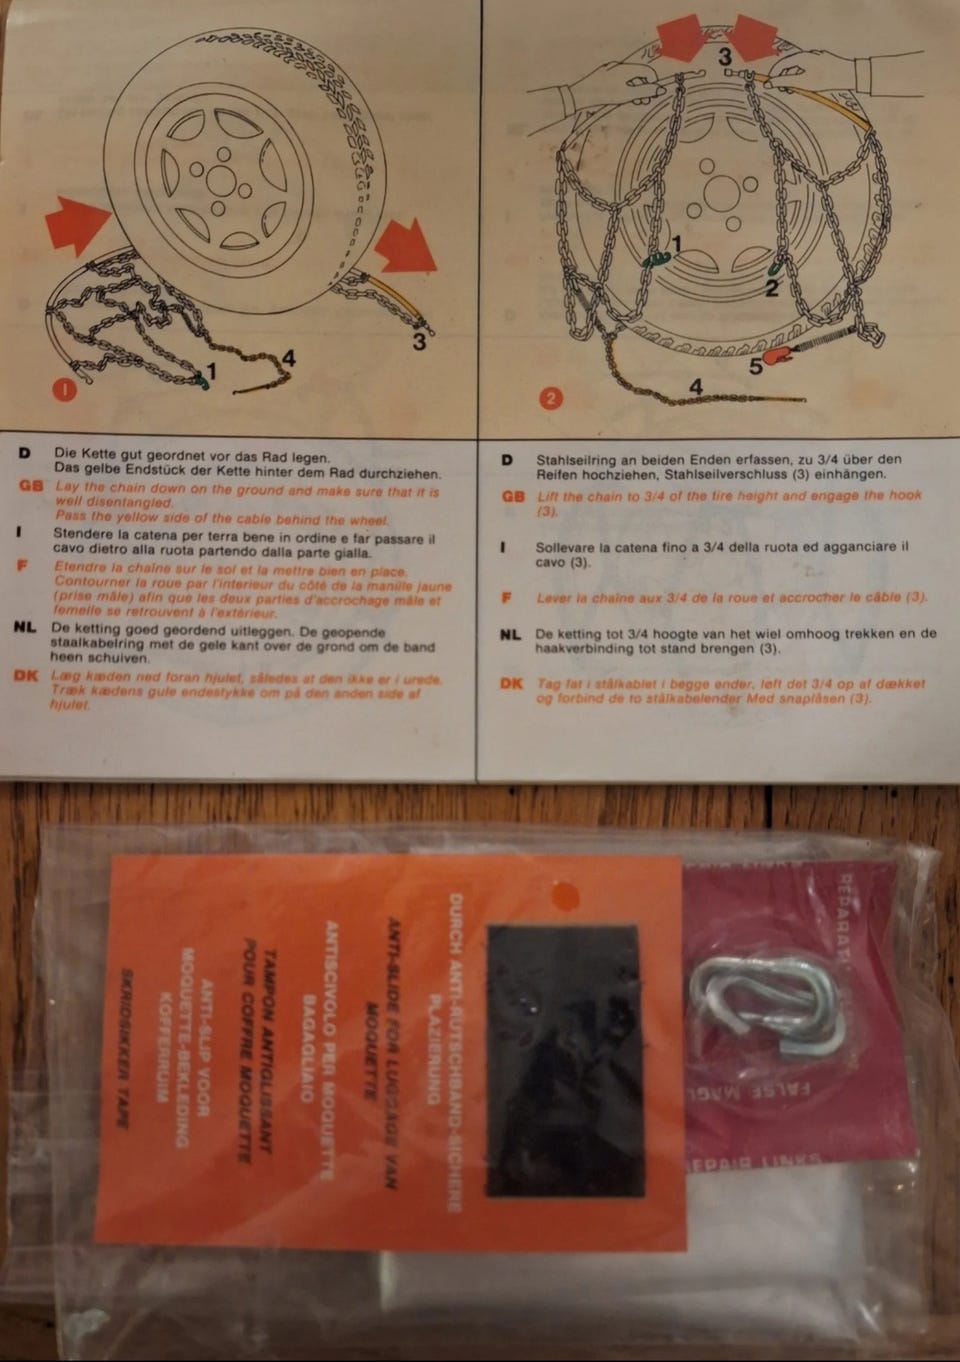 3
4
1
1
D
Die Kette gut geordnet vor das Rad legen.
Das gelbe Endstück der Kette hinter dem Rad durchziehen.
GB
Lay the chain down on the ground and make sure that it is
well disentangled.
Pass the yellow side of the cable behind the wheel.
I
Stendere la catena per terra bene in ordine e far passare il
cavo dietro alla ruota partendo dalla parte gialla.
F
Etendre la chaîne sur le sol et la mettre bien en place.
Contourner la roue par l'interieur du côté de la manille jaune
(prise mâle) afin que les deux parties d'accrochage mâle et
femelle se retrouvent à l'extérieur.
NL
De ketting goed geordend uitleggen. De geopende
staalkabelring met de gele kant over de grond om de band
heen schuiven.
DK
Læg kæden ned foran hjulet, således at den ikke er i urede.
Træk kædens gule endestykke om på den anden side af
hjulet.
3
1
2
5
4
2
D
Stahlseilring an beiden Enden erfassen, zu 3/4 über den
Reifen hochziehen, Stahlseilverschluss (3) einhängen.
GB
Lift the chain to 3/4 of the tire height and engage the hook
(3).
I
Sollevare la catena fino a 3/4 della ruota ed agganciare il
cavo (3).
F
Lever la chaîne aux 3/4 de la roue et accrocher le câble (3).
NL
De ketting tot 3/4 hoogte van het wiel omhoog trekken en de
haakverbinding tot stand brengen (3).
DK
Tag fat i stålkablet i begge ender, løft det 3/4 op af dækket
og forbind de to stålkabelender Med snaplåsen (3).
DURCH ANTI-RUTSCHBAND-SICHERE
PLAZIERUNG
ANTI-SLIDE FOR LUGGAGE VAN
MOQUETTE
ANTISCIVOLO PER MOQUETTE
BAGAGLIAIO
TAMPON ANTIGLISSANT
POUR COFFRE MOQUETTE
ANTI-SLIP VOOR
MOQUETTE-BEKLEDING
KOFFERRUIM
SKRIDSIKKER TAPE
REPAIR LINKS
FALSE MAGL